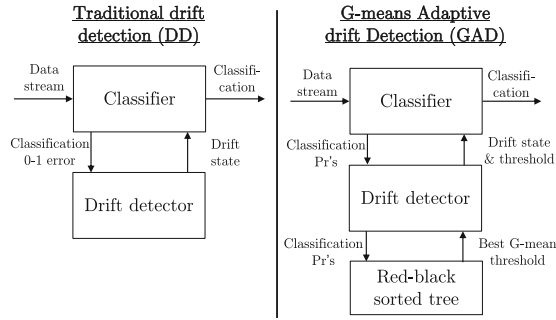 Traditional drift
detection (DD)
Data
stream
Classifier
Classifi-
cation
Classification
0-1 error
Drift
state
Drift detector
G-means Adaptive
drift Detection (GAD)
Data
stream
Classifier
Classifi-
cation
Classification
Pr's
Drift state
& threshold
Drift detector
Classification
Pr's
Best G-mean
threshold
Red-black
sorted tree